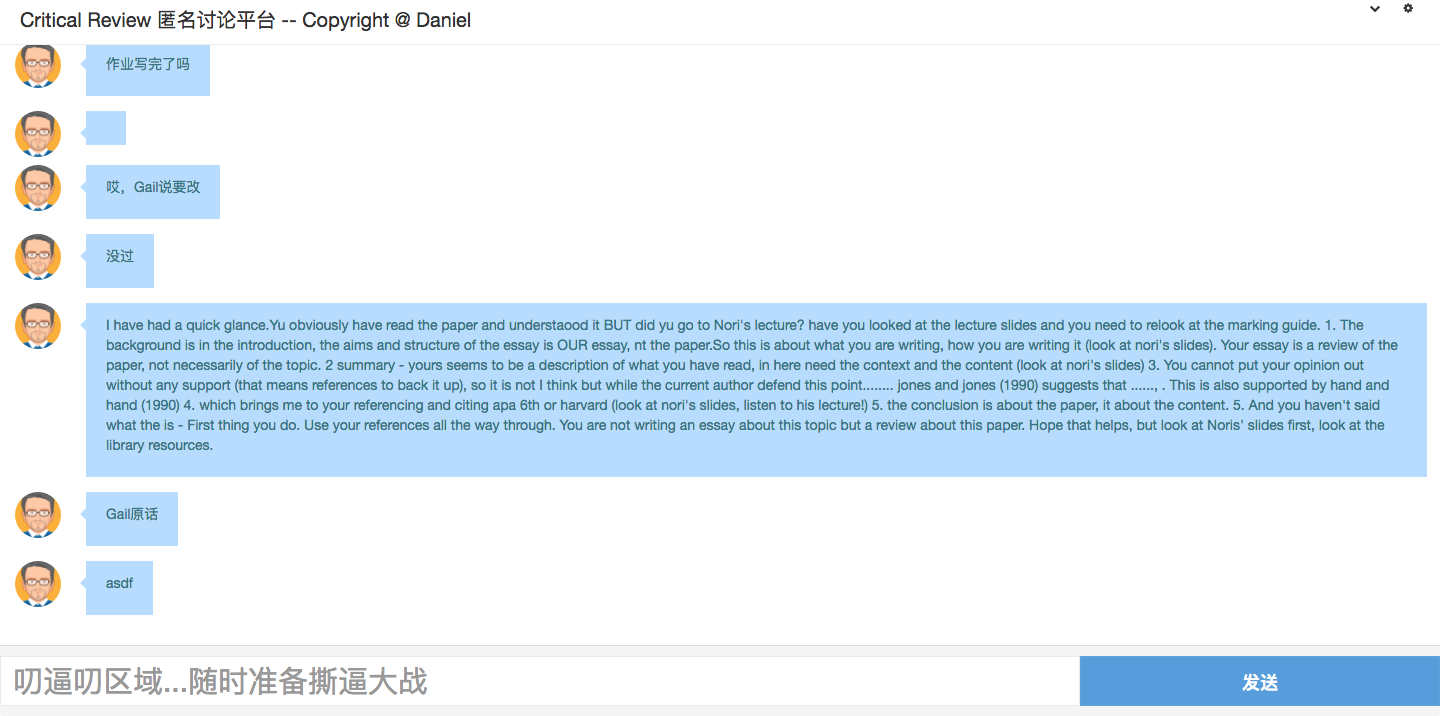 Critical Review 匿名讨论平台 -- Copyright @ Daniel
作业写完了吗
哎，Gail说要改
没过
I have had a quick glance.Yu obviously have read the paper and understaood it BUT did yu go to Nori's lecture? have you looked at the lecture slides and you need to relook at the marking guide. 1. The
background is in the introduction, the aims and structure of the essay is OUR essay, nt the paper.So this is about what you are writing, how you are writing it (look at nori's slides). Your essay is a review of the
paper, not necessarily of the topic. 2 summary - yours seems to be a description of what you have read, in here need the context and the content (look at nori's slides) 3. You cannot put your opinion out
without any support (that means references to back it up), so it is not I think but while the current author defend this point........ jones and jones (1990) suggests that ......, . This is also supported by hand and
hand (1990) 4. which brings me to your referencing and citing apa 6th or harvard (look at nori's slides, listen to his lecture!) 5. the conclusion is about the paper, it about the content. 5. And you haven't said
what the is - First thing you do. Use your references all the way through. You are not writing an essay about this topic but a review about this paper. Hope that helps, but look at Noris' slides first, look at the
library resources.
Gail原话
asdf
叨逼叨区域...随时准备撕逼大战
发送